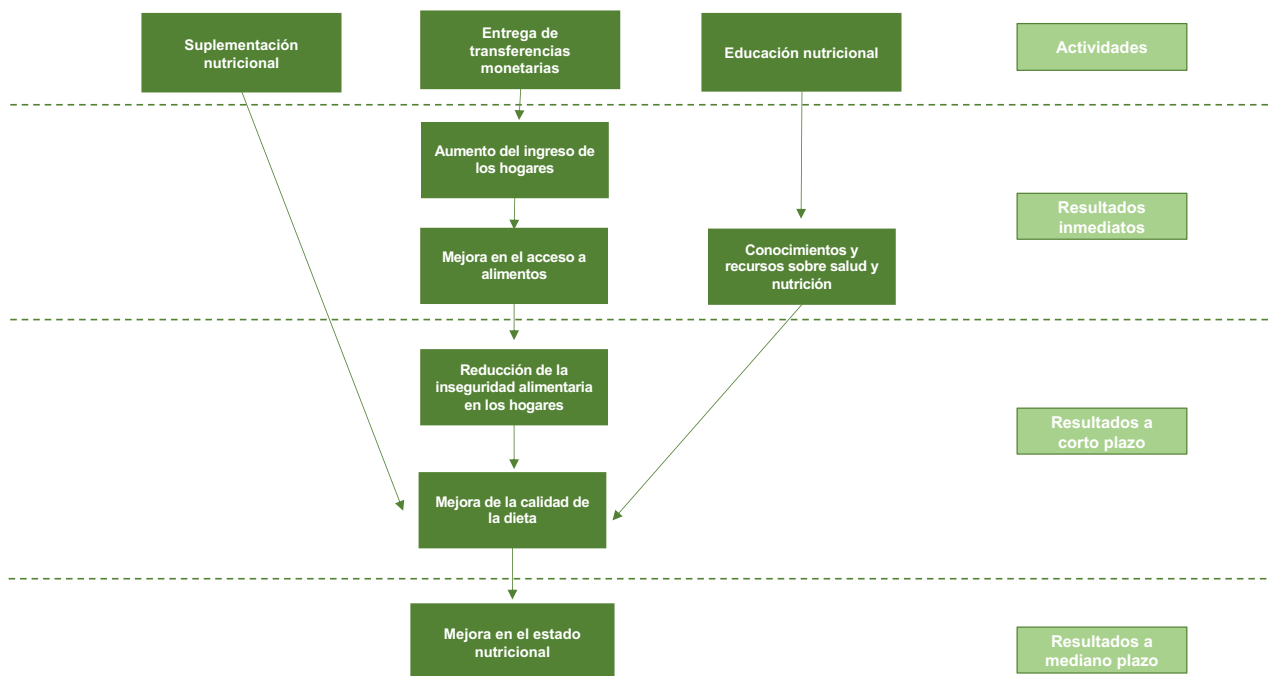 Suplementación
nutricional
Entrega de
transferencias
monetarias
Educación nutricional
Actividades
Aumento del ingreso de
los hogares
Mejora en el acceso a
alimentos
Conocimientos y
recursos sobre salud y
nutrición
Resultados
inmediatos
Reducción de la
inseguridad alimentaria
en los hogares
Mejora de la calidad de
la dieta
Resultados a
corto plazo
Mejora en el estado
nutricional
Resultados a
mediano plazo